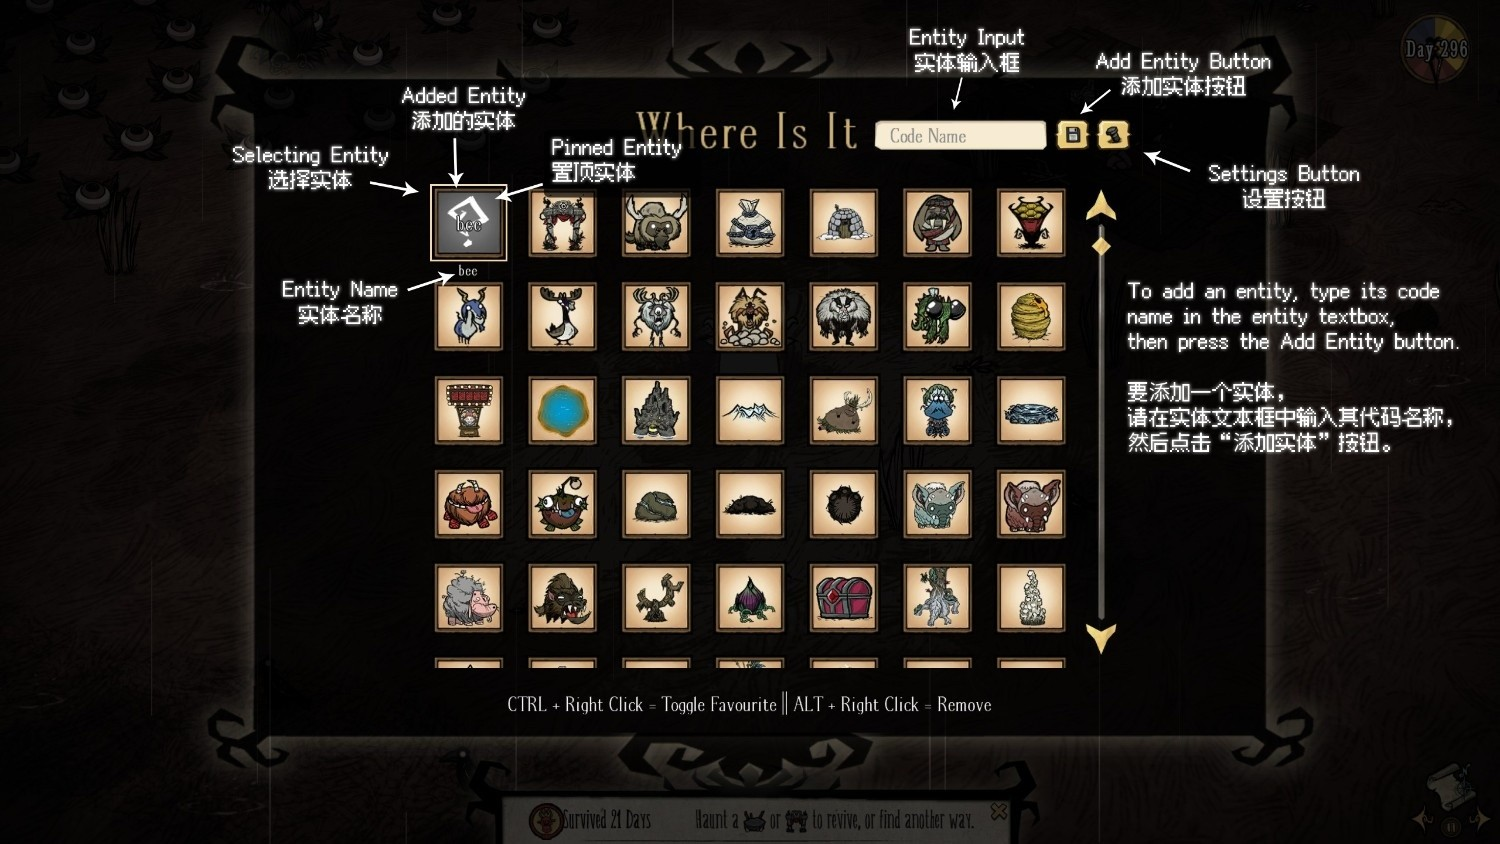 Entity Input
实体输入框
Add Entity Button
添加实体按钮
Day 296
Added Entity
添加的实体
Where Is It
Code Name
Selecting Entity
选择实体
Pinned Entity
置顶实体
Settings Button
设置按钮
bee
bee
Entity Name
实体名称
To add an entity, type its code
name in the entity textbox,
then press the Add Entity button.
要添加一个实体，
请在实体文本框中输入其代码名称，
然后点击“添加实体”按钮。
CTRL + Right Click = Toggle Favourite || ALT + Right Click = Remove
Survived 21 Days
Haunt a or to revive, or find another way.